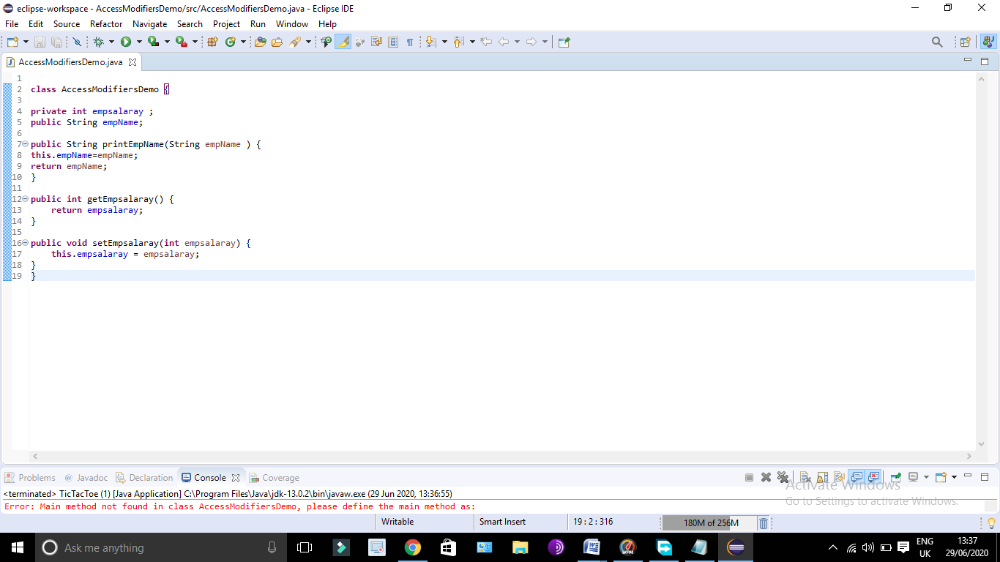 eclipse-workspace - AccessModifiersDemo/src/AccessModifiersDemo.java - Eclipse IDE
File Edit Source Refactor Navigate Search Project Run Window Help
AccessModifiersDemo.java
1
2 class AccessModifiersDemo {
3
4 private int empsalaray ;
5 public String empName;
6
7 public String printEmpName(String empName ) {
8 this.empName=empName;
9 return empName;
10 }
11
12 public int getEmpsalaray() {
13 return empsalaray;
14 }
15
16 public void setEmpsalaray(int empsalaray) {
17 this.empsalaray = empsalaray;
18 }
19 }
Problems @ Javadoc Declaration Console Coverage
<terminated> TicTacToe (1) [Java Application] C:\Program Files\Java\jdk-13.0.2\bin\javaw.exe (29 Jun 2020, 13:36:55)
Error: Main method not found in class AccessModifiersDemo, please define the main method as:
Activate Windows
Go to Settings to activate Windows.
Writable Smart Insert 19 : 2 : 316 180M of 256M
Ask me anything
ENG
UK
13:37
29/06/2020